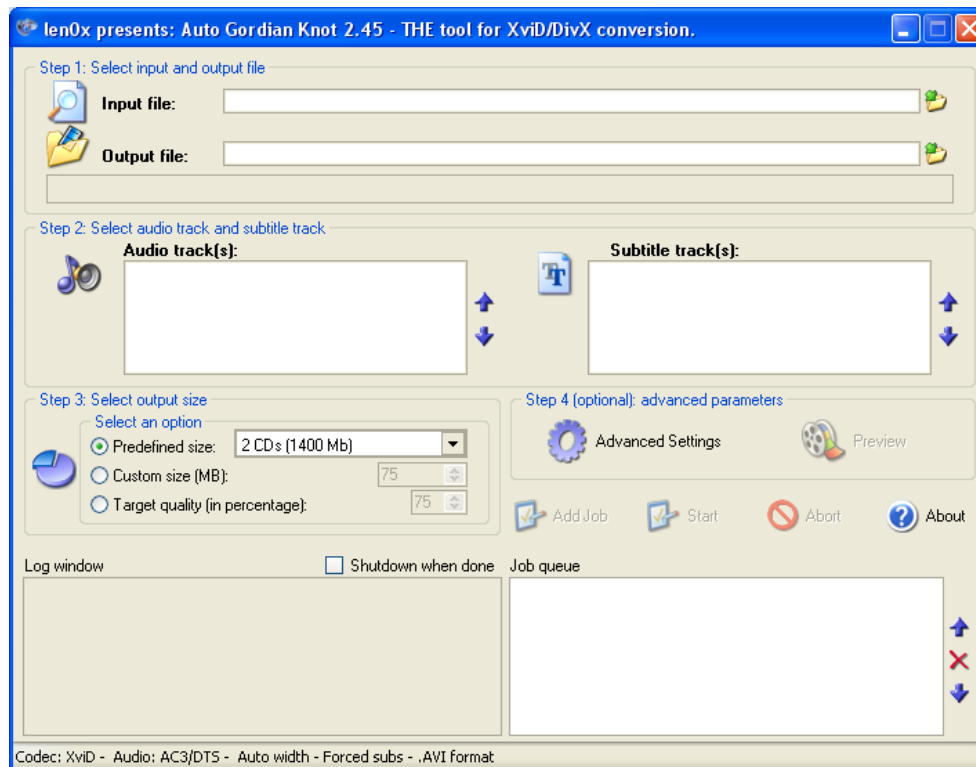 len0x presents: Auto Gordian Knot 2.45 - THE tool for XviD/DivX conversion.
Step 1: Select input and output file
Input file:
Output file:
Step 2: Select audio track and subtitle track
Audio track(s):
Subtitle track(s):
Step 3: Select output size
Select an option
Predefined size: 2 CDs (1400 Mb)
Custom size (MB): 75
Target quality (in percentage): 75
Step 4 (optional): advanced parameters
Advanced Settings
Preview
Add Job
Start
Abort
About
Log window
Shutdown when done
Job queue
Codec: XviD - Audio: AC3/DTS - Auto width - Forced subs - .AVI format